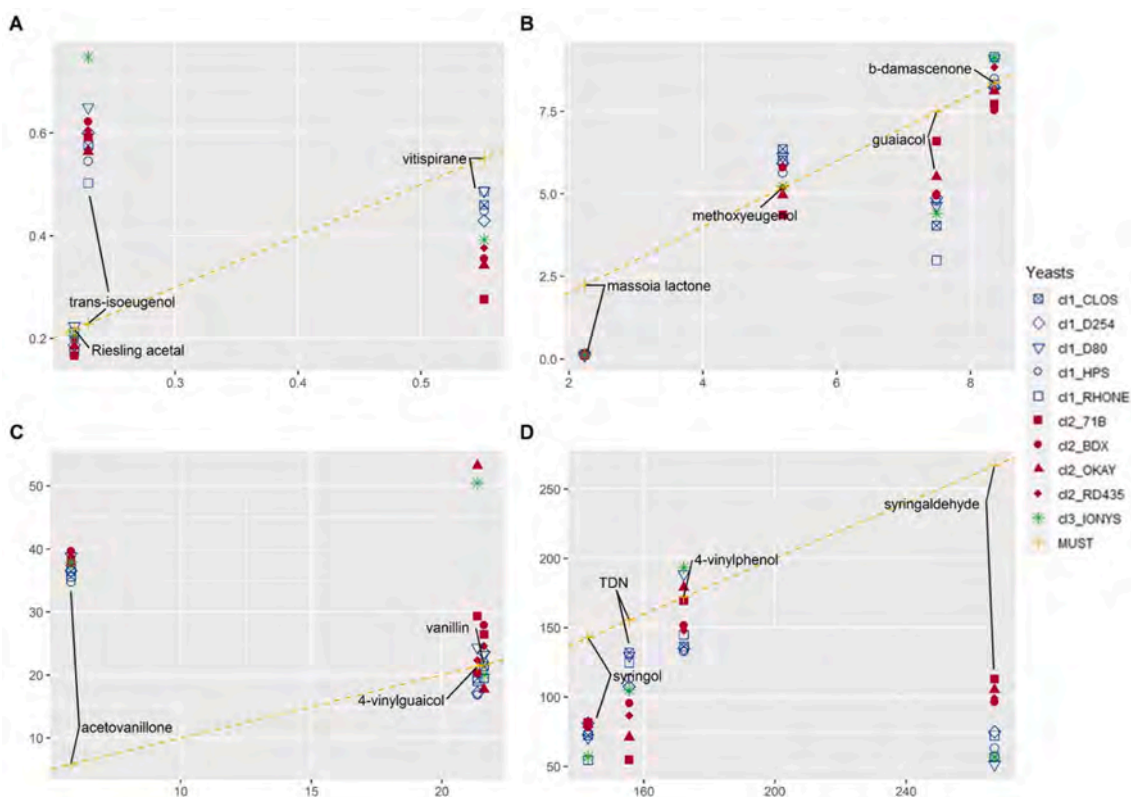 A
B
0.6
0.4
0.2
vitispirane
trans-isoeugenol
Riesling acetal
0.3
0.4
0.5
7.5
5.0
2.5
0.0
b-damascenone
guaiacol
methoxyeugenol
massoia lactone
2
4
6
8
C
D
50
40
30
20
10
vanillin
4-vinylguaicol
acetovanillone
10
15
20
250
200
150
100
50
syringaldehyde
4-vinylphenol
TDN
syringol
160
200
240
Yeasts
cl1_CLOS
cl1_D254
cl1_D80
cl1_HPS
cl1_RHONE
cl2_71B
cl2_BDX
cl2_OKAY
cl2_RD435
cl3_IONYS
MUST